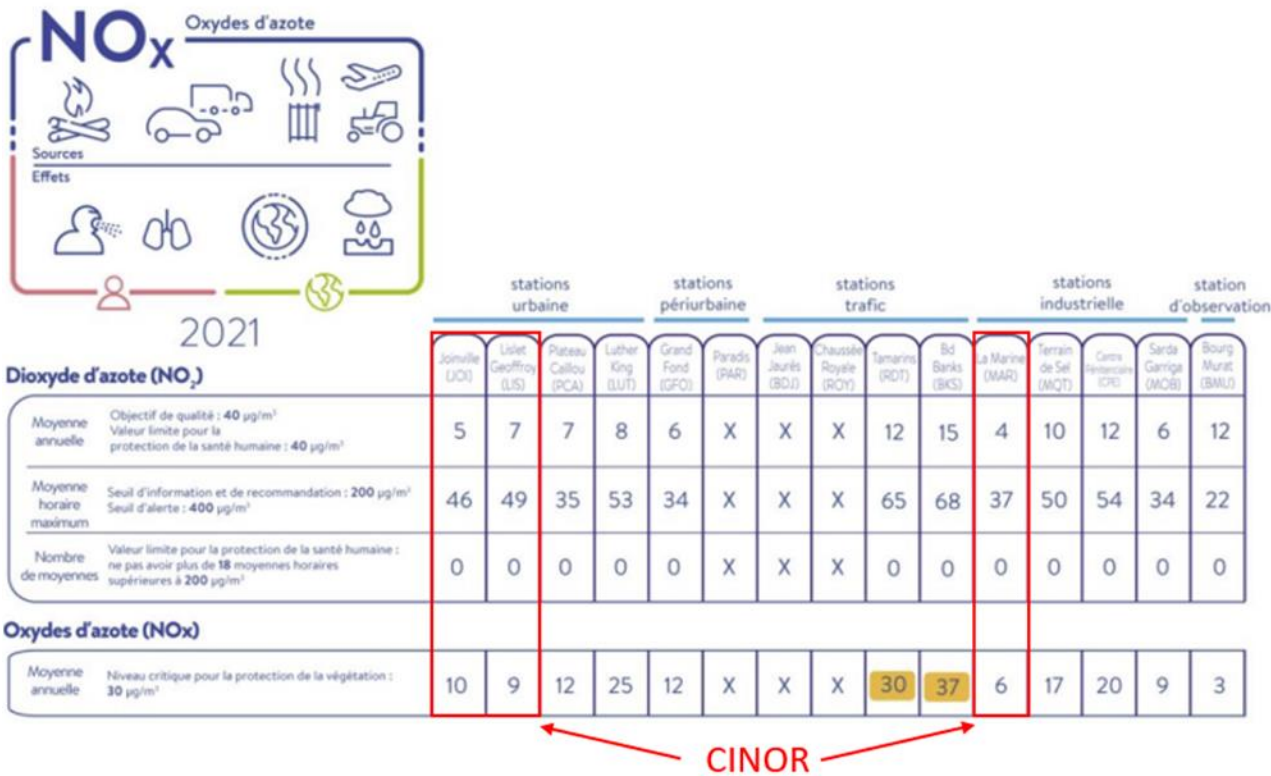 NOx Oxydes d'azote
Sources
Effets
2021
stations urbaine
stations périurbaine
stations trafic
stations industrielle
station d'observation
Joinville (JOI)
Lislet Geoffroy (LIS)
Plateau Caillou (PCA)
Luther King (LUT)
Grand Fond (GFO)
Paradis (PAR)
Jean Jaurès (BDJ)
Chaussée Royale (ROY)
Tamarins (RDT)
Bd Banks (BKS)
La Marine (MAR)
Terrain de Sel (MQT)
Centre Pénitenciaire (CPE)
Sarda Garriga (MOB)
Bourg Murat (BMU)
Dioxyde d'azote (NO₂)
Moyenne annuelle
Objectif de qualité : 40 µg/m³
Valeur limite pour la
protection de la santé humaine : 40 µg/m³
5 7 7 8 6 X X X 12 15 4 10 12 6 12
Moyenne horaire maximum
Seuil d'information et de recommandation : 200 µg/m³
Seuil d'alerte : 400 µg/m³
46 49 35 53 34 X X X 65 68 37 50 54 34 22
Nombre de moyennes
Valeur limite pour la protection de la santé humaine :
ne pas avoir plus de 18 moyennes horaires
supérieures à 200 µg/m³
0 0 0 0 0 X X X 0 0 0 0 0 0 0
Oxydes d'azote (NOx)
Moyenne annuelle
Niveau critique pour la protection de la végétation :
30 µg/m³
10 9 12 25 12 X X X 30 37 6 17 20 9 3
CINOR